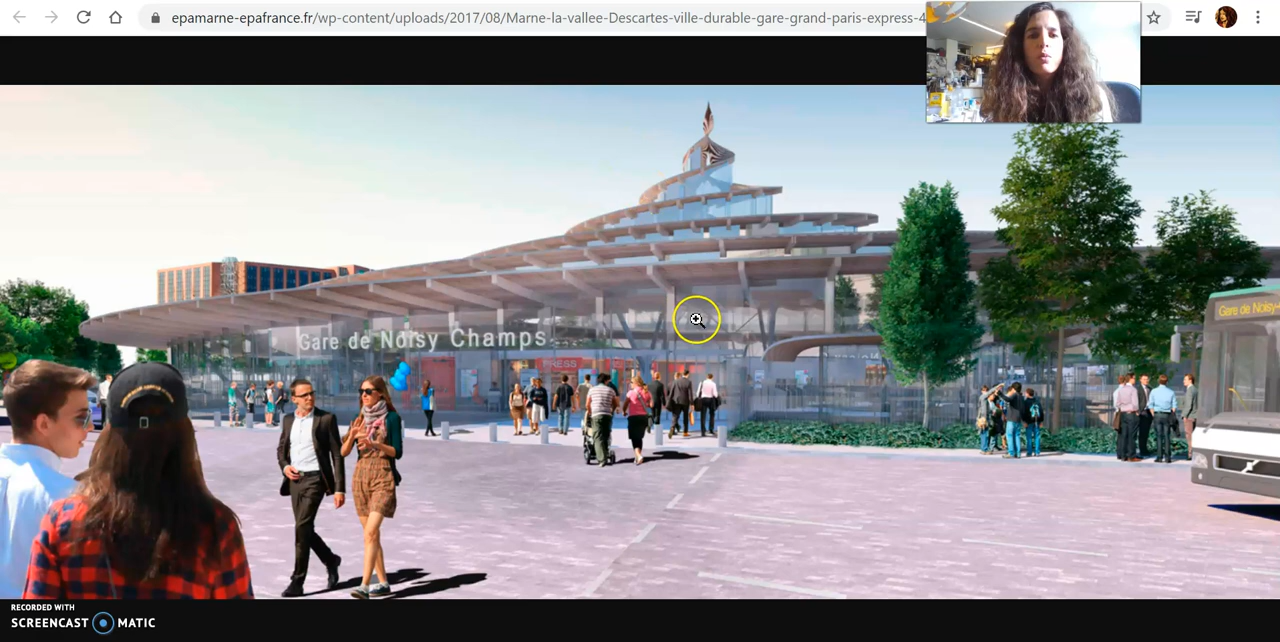 epamarne-epafrance.fr/wp-content/uploads/2017/08/Marne-la-vallee-Descartes-ville-durable-gare-grand-paris-express-4
Gare de Noisy Champs
PRESS
Gare de Noisy-
RECORDED WITH
SCREENCAST MATIC